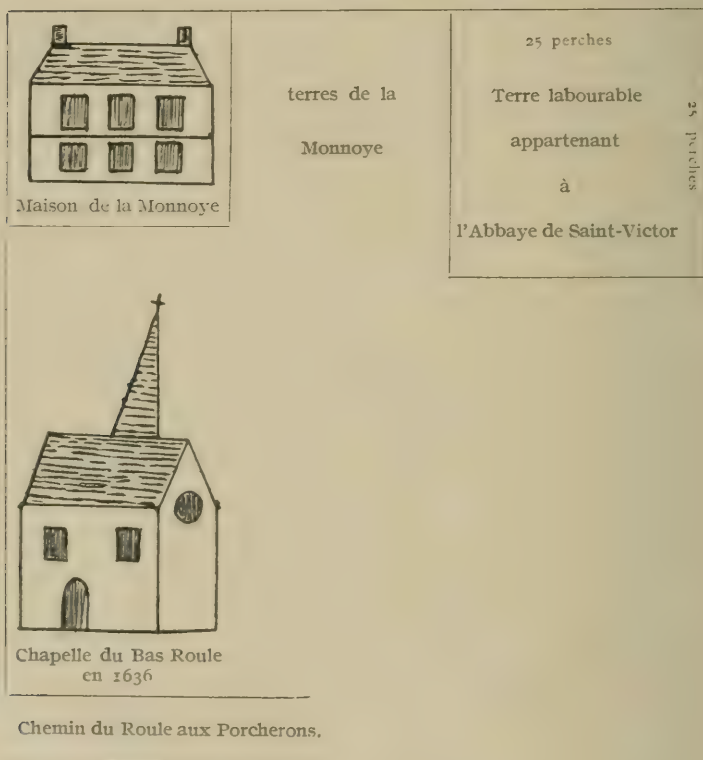 25 perches
terres de la
Monnoye
Terre labourable
appartenant
à
l'Abbaye de Saint-Victor
25 perches
Maison de la Monnoye
Chapelle du Bas Roule
en 1636
Chemin du Roule aux Porcherons.